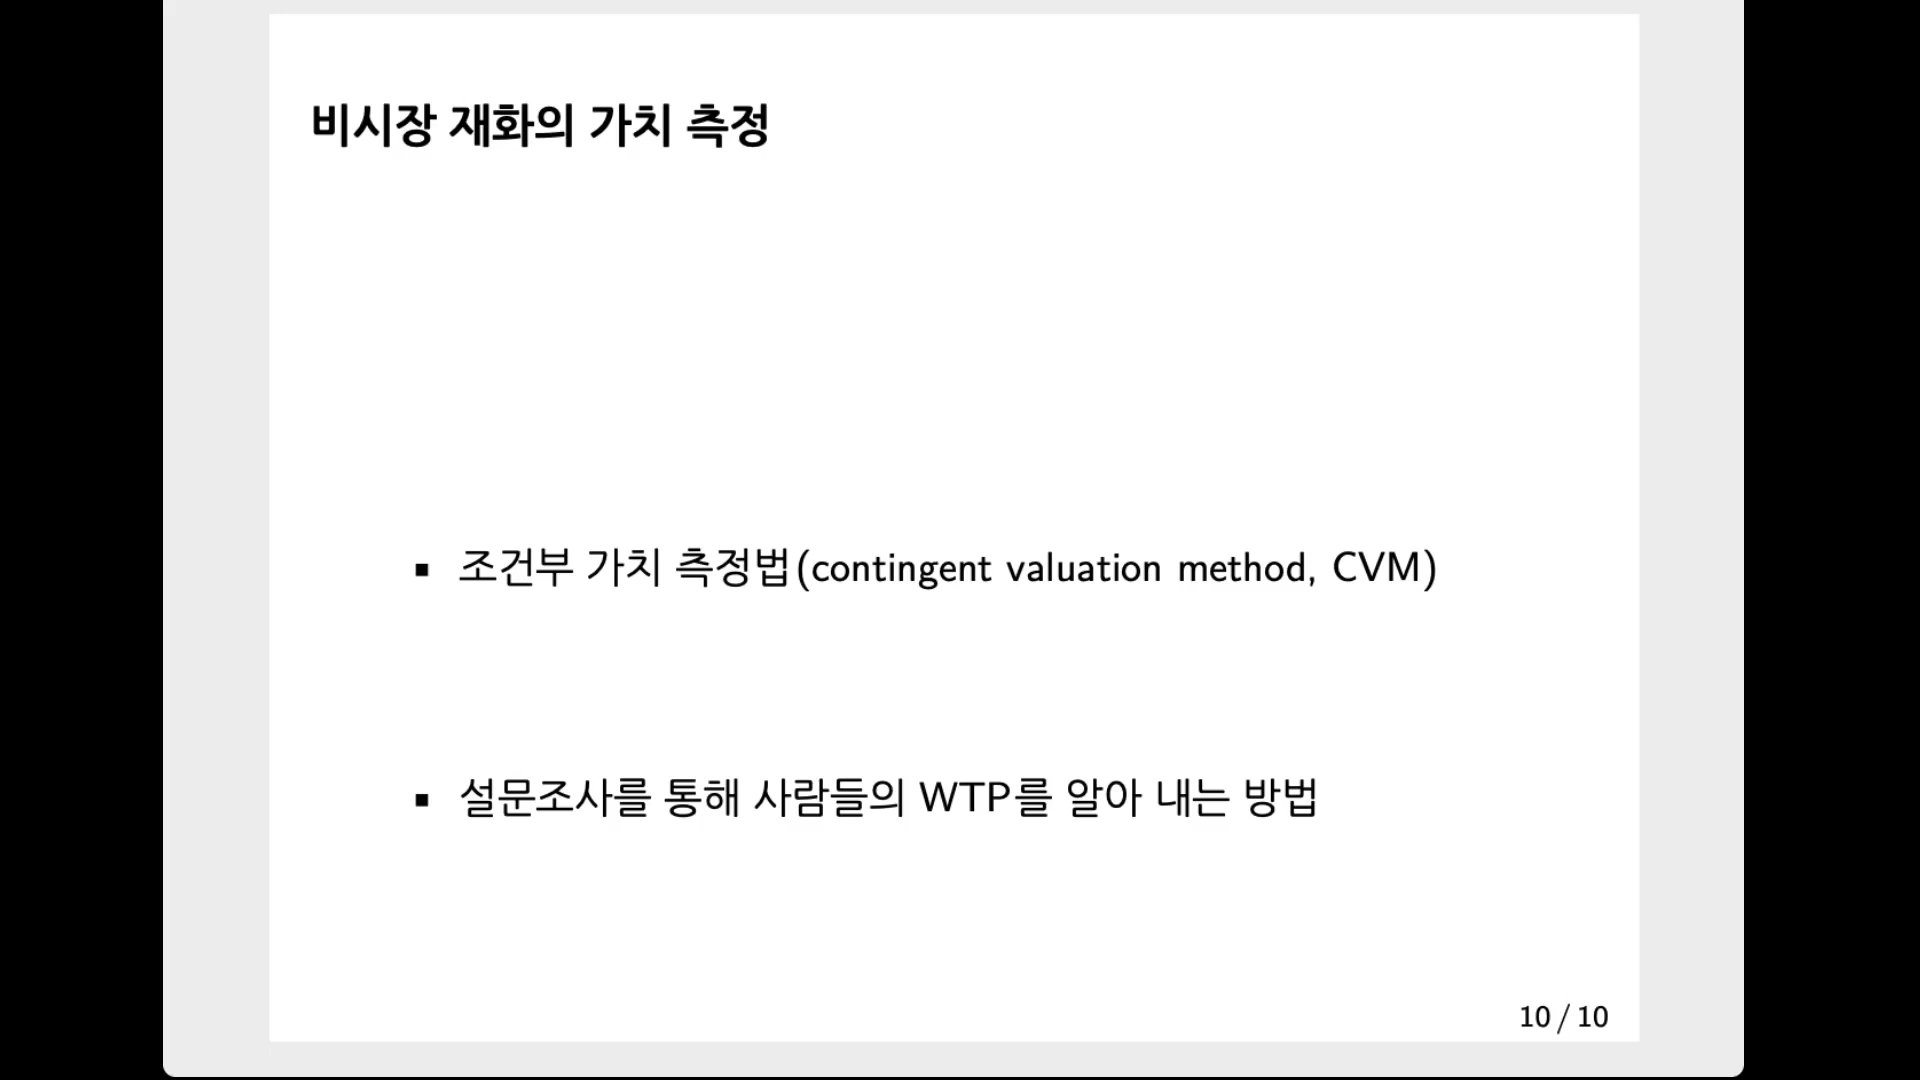 비시장 재화의 가치 측정
▪ 조건부 가치 측정법(contingent valuation method, CVM)
▪ 설문조사를 통해 사람들의 WTP를 알아 내는 방법
10 / 10